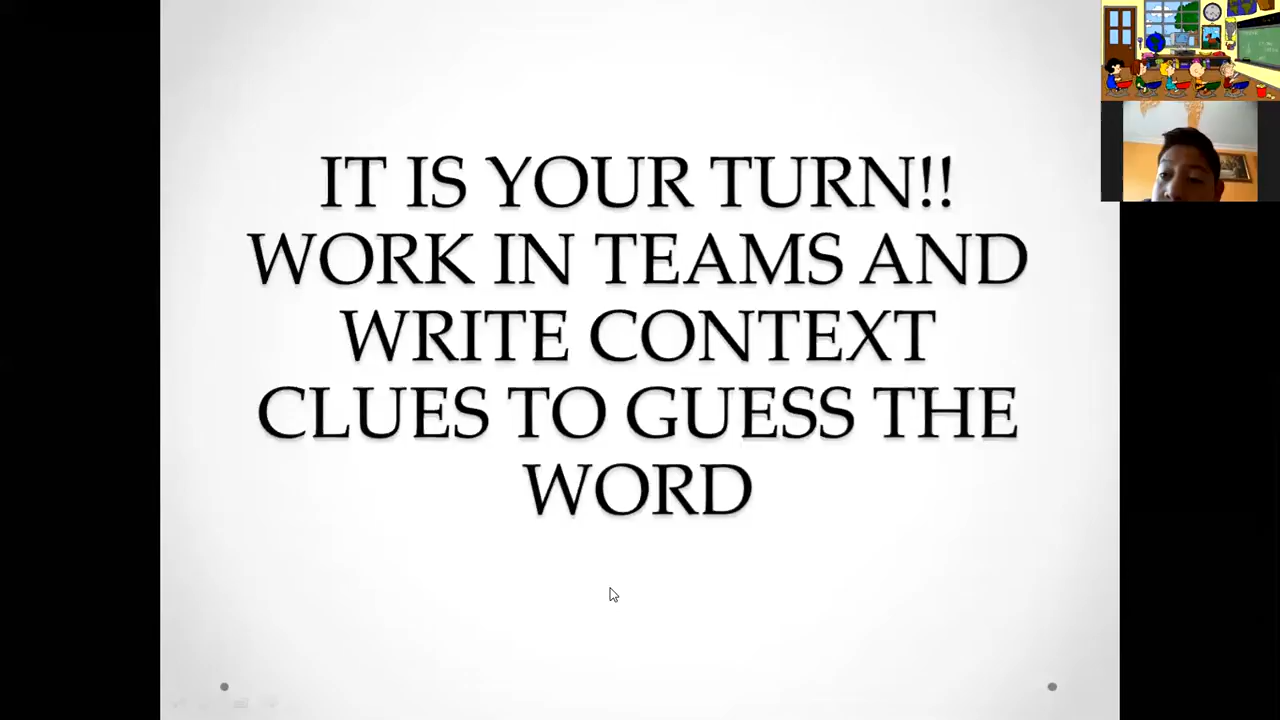 IT IS YOUR TURN!!
WORK IN TEAMS AND
WRITE CONTEXT
CLUES TO GUESS THE
WORD